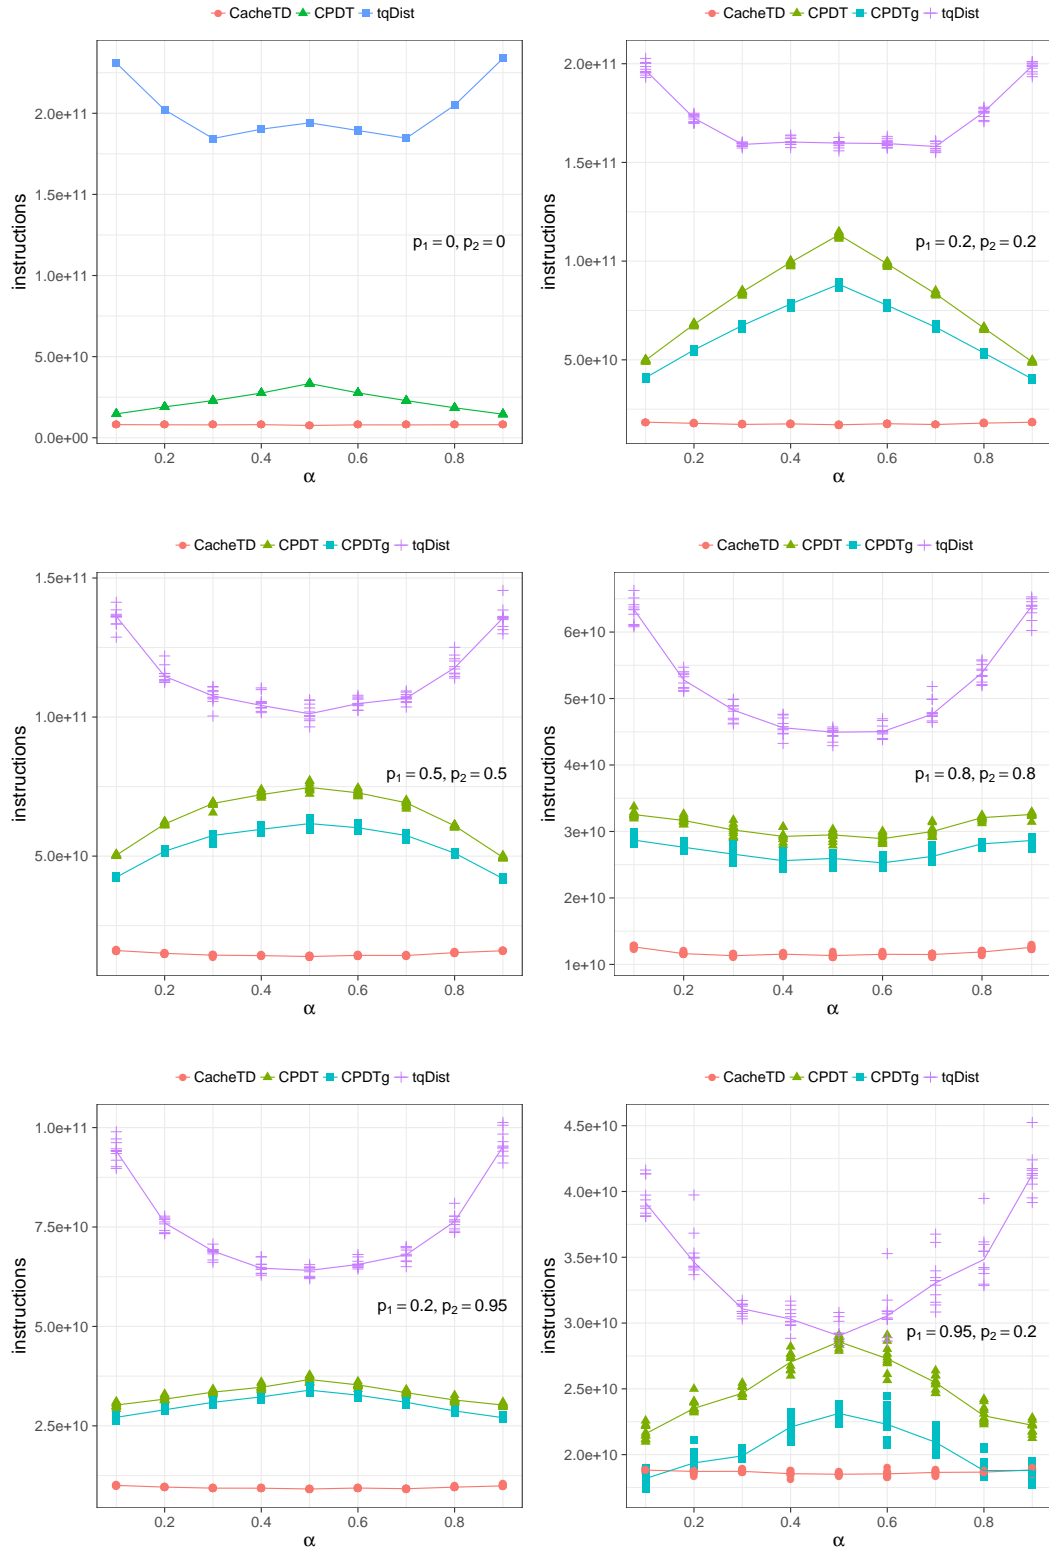 CacheTD CPDT tqDist
2.0e+11
1.5e+11
1.0e+11
5.0e+10
0.0e+00
instructions
p1 = 0, p2 = 0
0.2 0.4 0.6 0.8
α
CacheTD CPDT CPDTg tqDist
2.0e+11
1.5e+11
1.0e+11
5.0e+10
instructions
p1 = 0.2, p2 = 0.2
0.2 0.4 0.6 0.8
α
CacheTD CPDT CPDTg tqDist
1.5e+11
1.0e+11
5.0e+10
instructions
p1 = 0.5, p2 = 0.5
0.2 0.4 0.6 0.8
α
CacheTD CPDT CPDTg tqDist
6e+10
5e+10
4e+10
3e+10
2e+10
1e+10
instructions
p1 = 0.8, p2 = 0.8
0.2 0.4 0.6 0.8
α
CacheTD CPDT CPDTg tqDist
1.0e+11
7.5e+10
5.0e+10
2.5e+10
instructions
p1 = 0.2, p2 = 0.95
0.2 0.4 0.6 0.8
α
CacheTD CPDT CPDTg tqDist
4.5e+10
4.0e+10
3.5e+10
3.0e+10
2.5e+10
2.0e+10
instructions
p1 = 0.95, p2 = 0.2
0.2 0.4 0.6 0.8
α